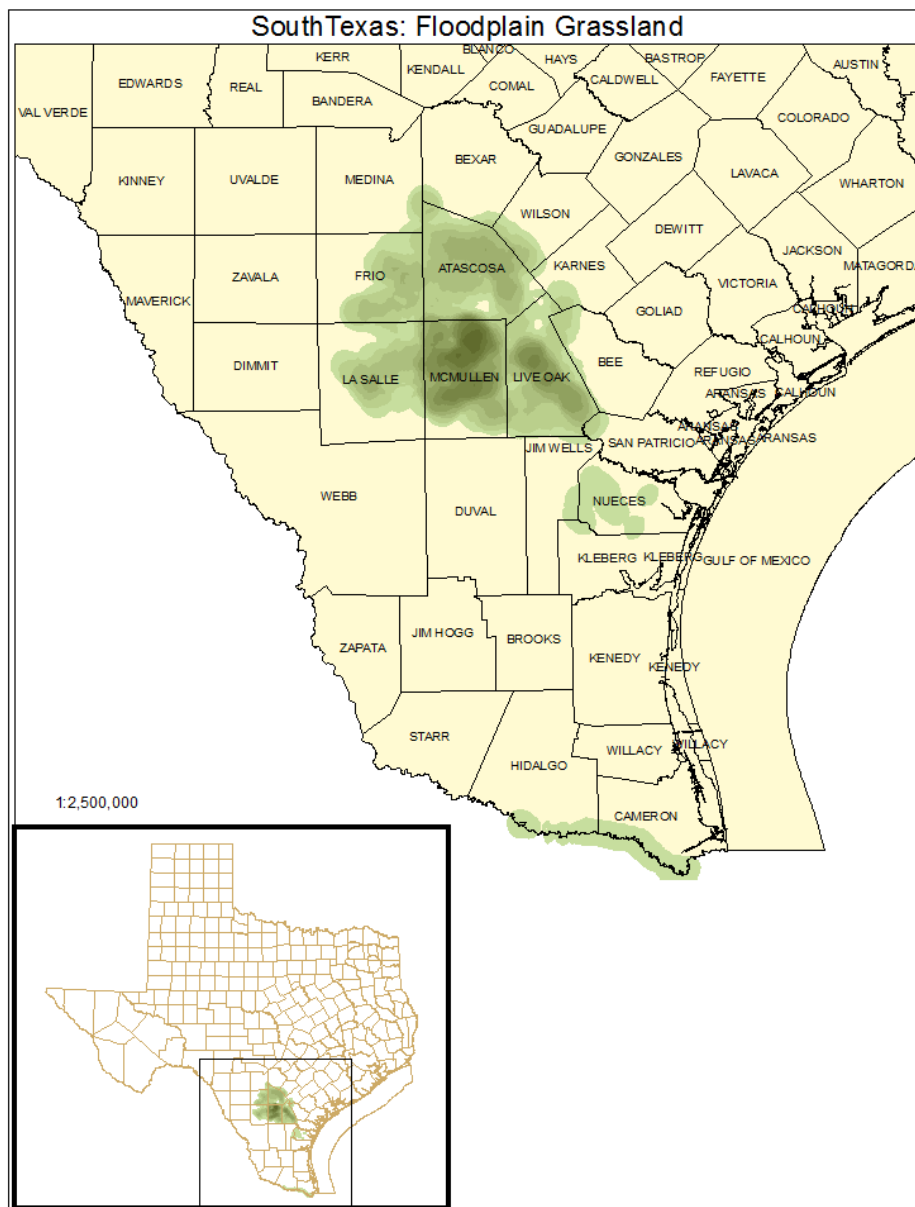 SouthTexas: Floodplain Grassland
BLANCO
HAYS
BASTROP
AUSTIN
KERR
KENDALL
CALDWELL
FAYETTE
EDWARDS
REAL
COMAL
BANDERA
VAL VERDE
COLORADO
GUADALUPE
BEXAR
GONZALES
LAVACA
KINNEY
UVALDE
MEDINA
WHARTON
WILSON
DEWITT
JACKSON
ATASCOSA
KARNES
MATAGORDA
ZAVALA
FRIO
VICTORIA
MAVERICK
GOLIAD
CALHOUN
CALHOUN
BEE
DIMMIT
LA SALLE
MCMULLEN
LIVE OAK
REFUGIO
ARANSAS
CALHOUN
ARANSAS
ARANSAS
ARANSAS
SAN PATRICIO
JIM WELLS
WEBB
NUECES
DUVAL
KLEBERG
KLEBERG
GULF OF MEXICO
JIM HOGG
BROOKS
ZAPATA
KENEDY
KENEDY
STARR
WILLACY
WILLACY
HIDALGO
CAMERON
1:2,500,000